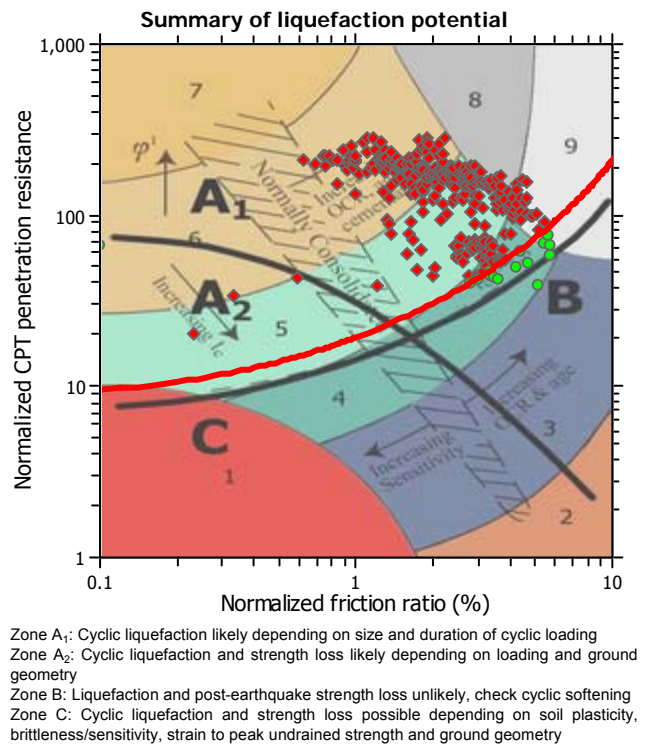 Summary of liquefaction potential
Normalized CPT penetration resistance
1,000
100
10
1
7
8
9
φ'
A1
Normally Consolid
6
A2
Increasing Ic
5
B
4
Increasing
& age
C
1
Increasing
Sensitivity
3
2
0.1
1
10
Normalized friction ratio (%)
Zone A1: Cyclic liquefaction likely depending on size and duration of cyclic loading
Zone A2: Cyclic liquefaction and strength loss likely depending on loading and ground
geometry
Zone B: Liquefaction and post-earthquake strength loss unlikely, check cyclic softening
Zone C: Cyclic liquefaction and strength loss possible depending on soil plasticity,
brittleness/sensitivity, strain to peak undrained strength and ground geometry